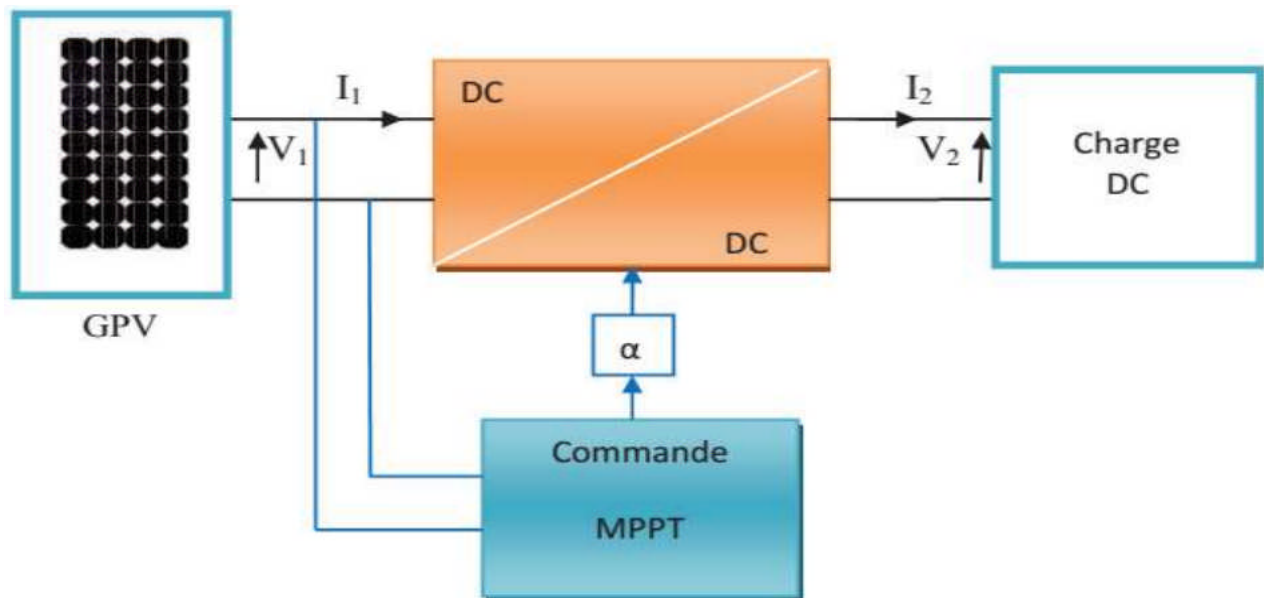 I₁
V₁
GPV
DC
DC
I₂
V₂
Charge
DC
α
Commande
MPPT